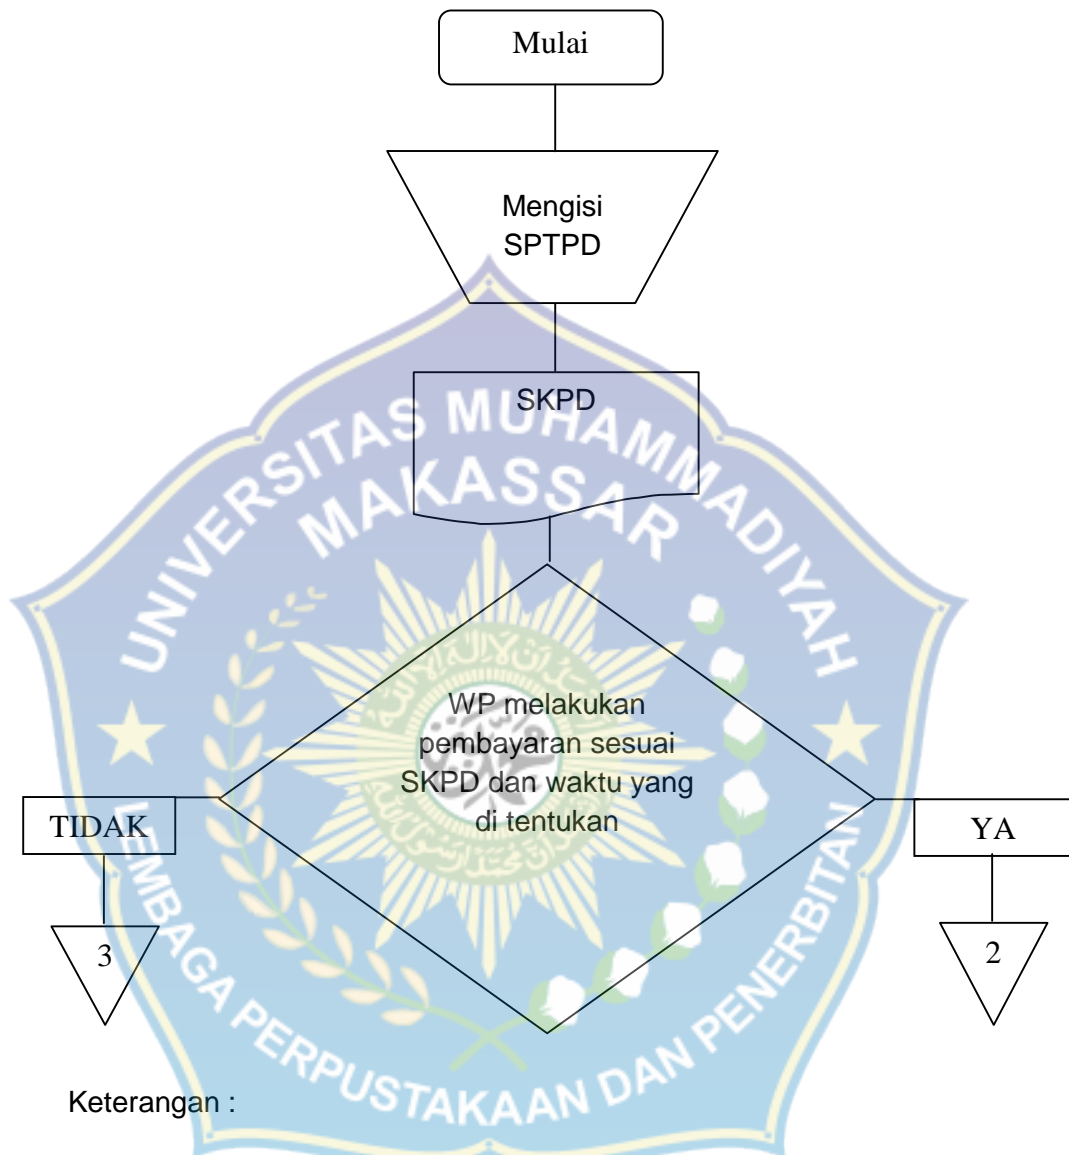 Mulai
Mengisi
SPTPD
SKPD
UNIVERSITAS MUHAMMADIYAH
MAKASSAR
WP melakukan
pembayaran sesuai
SKPD dan waktu yang
di tentukan
TIDAK
YA
3
2
LEMBAGA PERPUSTAKAAN DAN PENERBITAN
Keterangan :